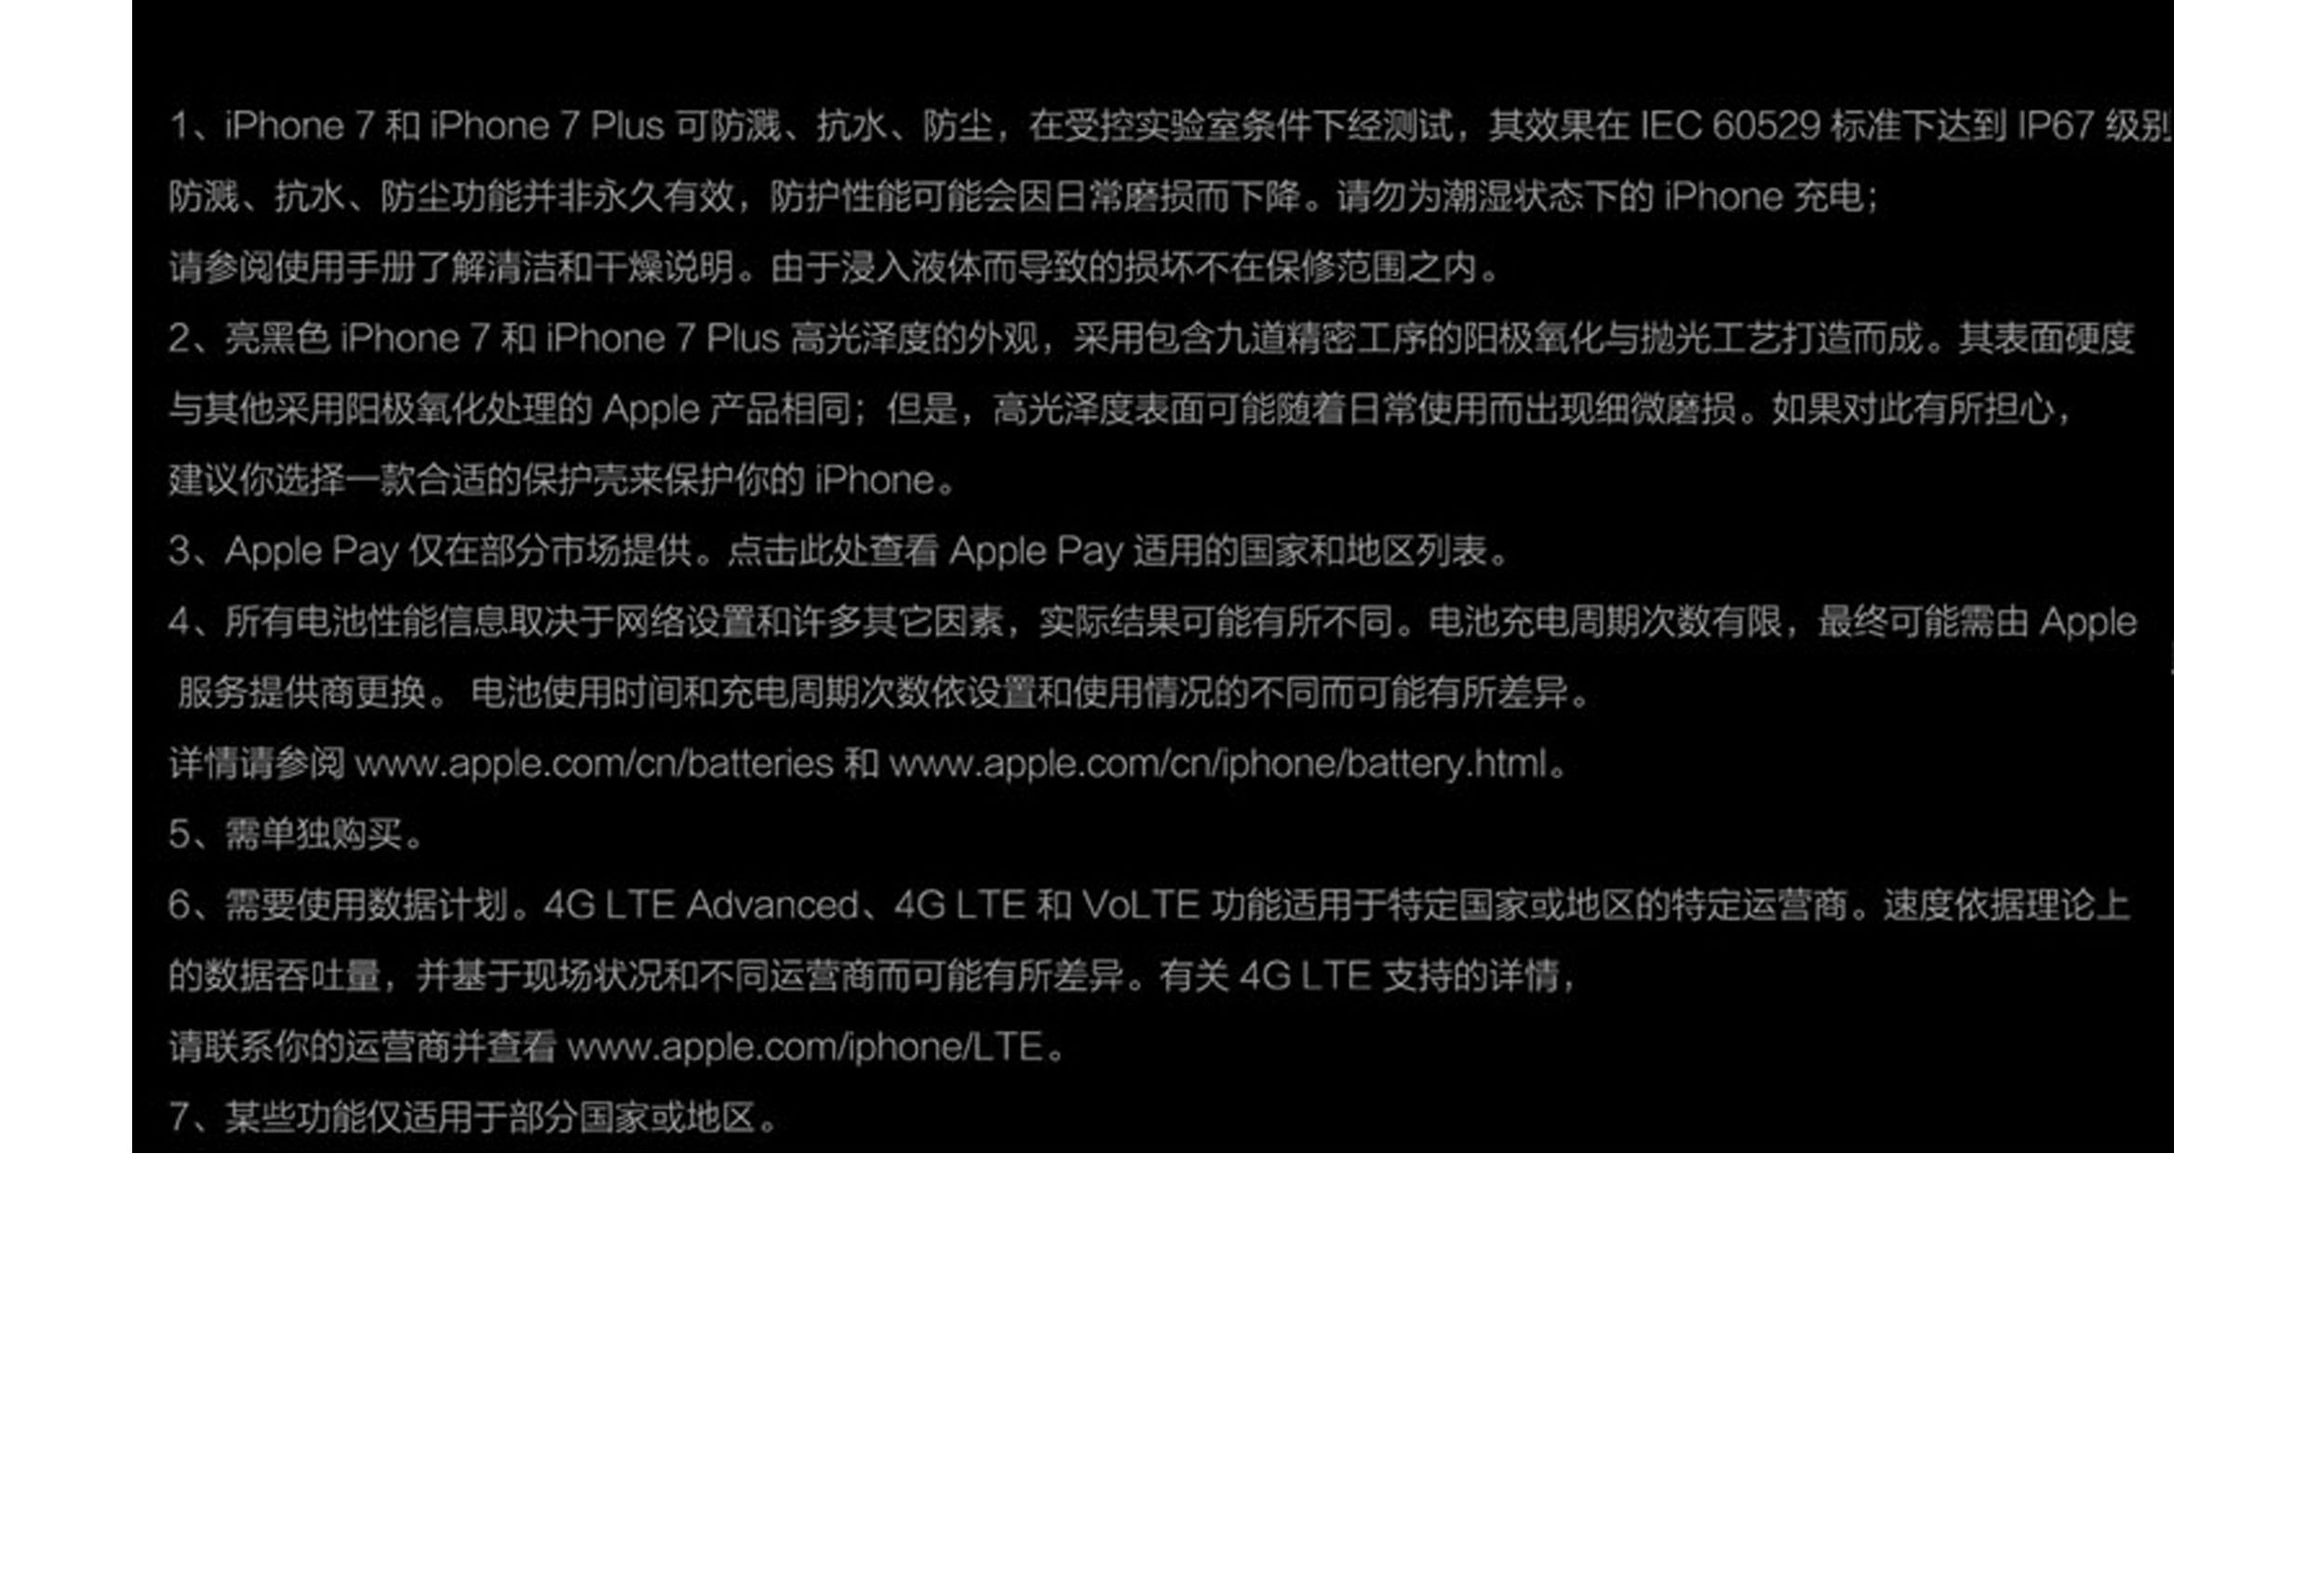 1、iPhone 7 和 iPhone 7 Plus 可防溅、抗水、防尘，在受控实验室条件下经测试，其效果在 IEC 60529 标准下达到 IP67 级别
防溅、抗水、防尘功能并非永久有效，防护性能可能会因日常磨损而下降。请勿为潮湿状态下的 iPhone 充电；
请参阅使用手册了解清洁和干燥说明。由于浸入液体而导致的损坏不在保修范围之内。
2、亮黑色 iPhone 7 和 iPhone 7 Plus 高光泽度的外观，采用包含九道精密工序的阳极氧化与抛光工艺打造而成。其表面硬度
与其他采用阳极氧化处理的 Apple 产品相同；但是，高光泽度表面可能随着日常使用而出现细微磨损。如果对此有所担心，
建议你选择一款合适的保护壳来保护你的 iPhone。
3、Apple Pay 仅在部分市场提供。点击此处查看 Apple Pay 适用的国家和地区列表。
4、所有电池性能信息取决于网络设置和许多其它因素，实际结果可能有所不同。电池充电周期次数有限，最终可能需由 Apple
服务提供商更换。 电池使用时间和充电周期次数依设置和使用情况的不同而可能有所差异。
详情请参阅 www.apple.com/cn/batteries 和 www.apple.com/cn/iphone/battery.html。
5、需单独购买。
6、需要使用数据计划。4G LTE Advanced、4G LTE 和 VoLTE 功能适用于特定国家或地区的特定运营商。速度依据理论上
的数据吞吐量，并基于现场状况和不同运营商而可能有所差异。有关 4G LTE 支持的详情，
请联系你的运营商并查看 www.apple.com/iphone/LTE。
7、某些功能仅适用于部分国家或地区。